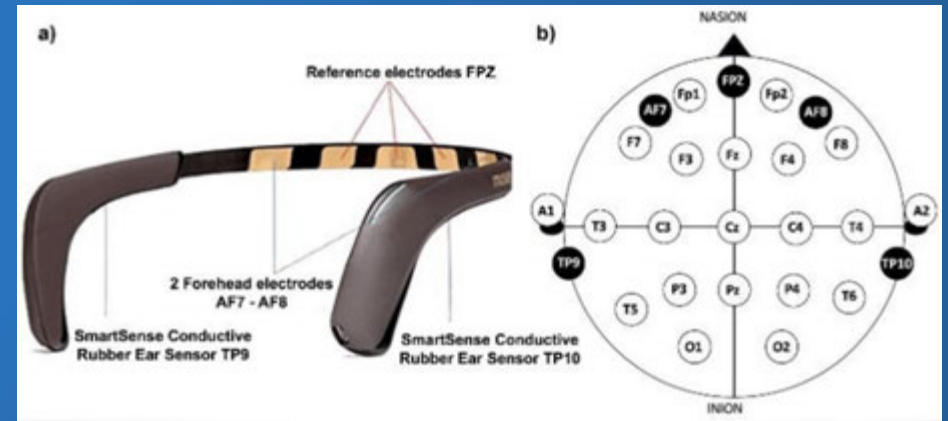 a)
Reference electrodes FPZ
2 Forehead electrodes
AF7 - AF8
SmartSense Conductive
Rubber Ear Sensor TP9
SmartSense Conductive
Rubber Ear Sensor TP10
b)
NASION
Fp1 FPZ Fp2
AF7 AF8
F7 F3 Fz F4 F8
A1 T3 C3 Cz C4 T4 A2
TP9 TP10
T5 P3 Pz P4 T6
O1 O2
INION